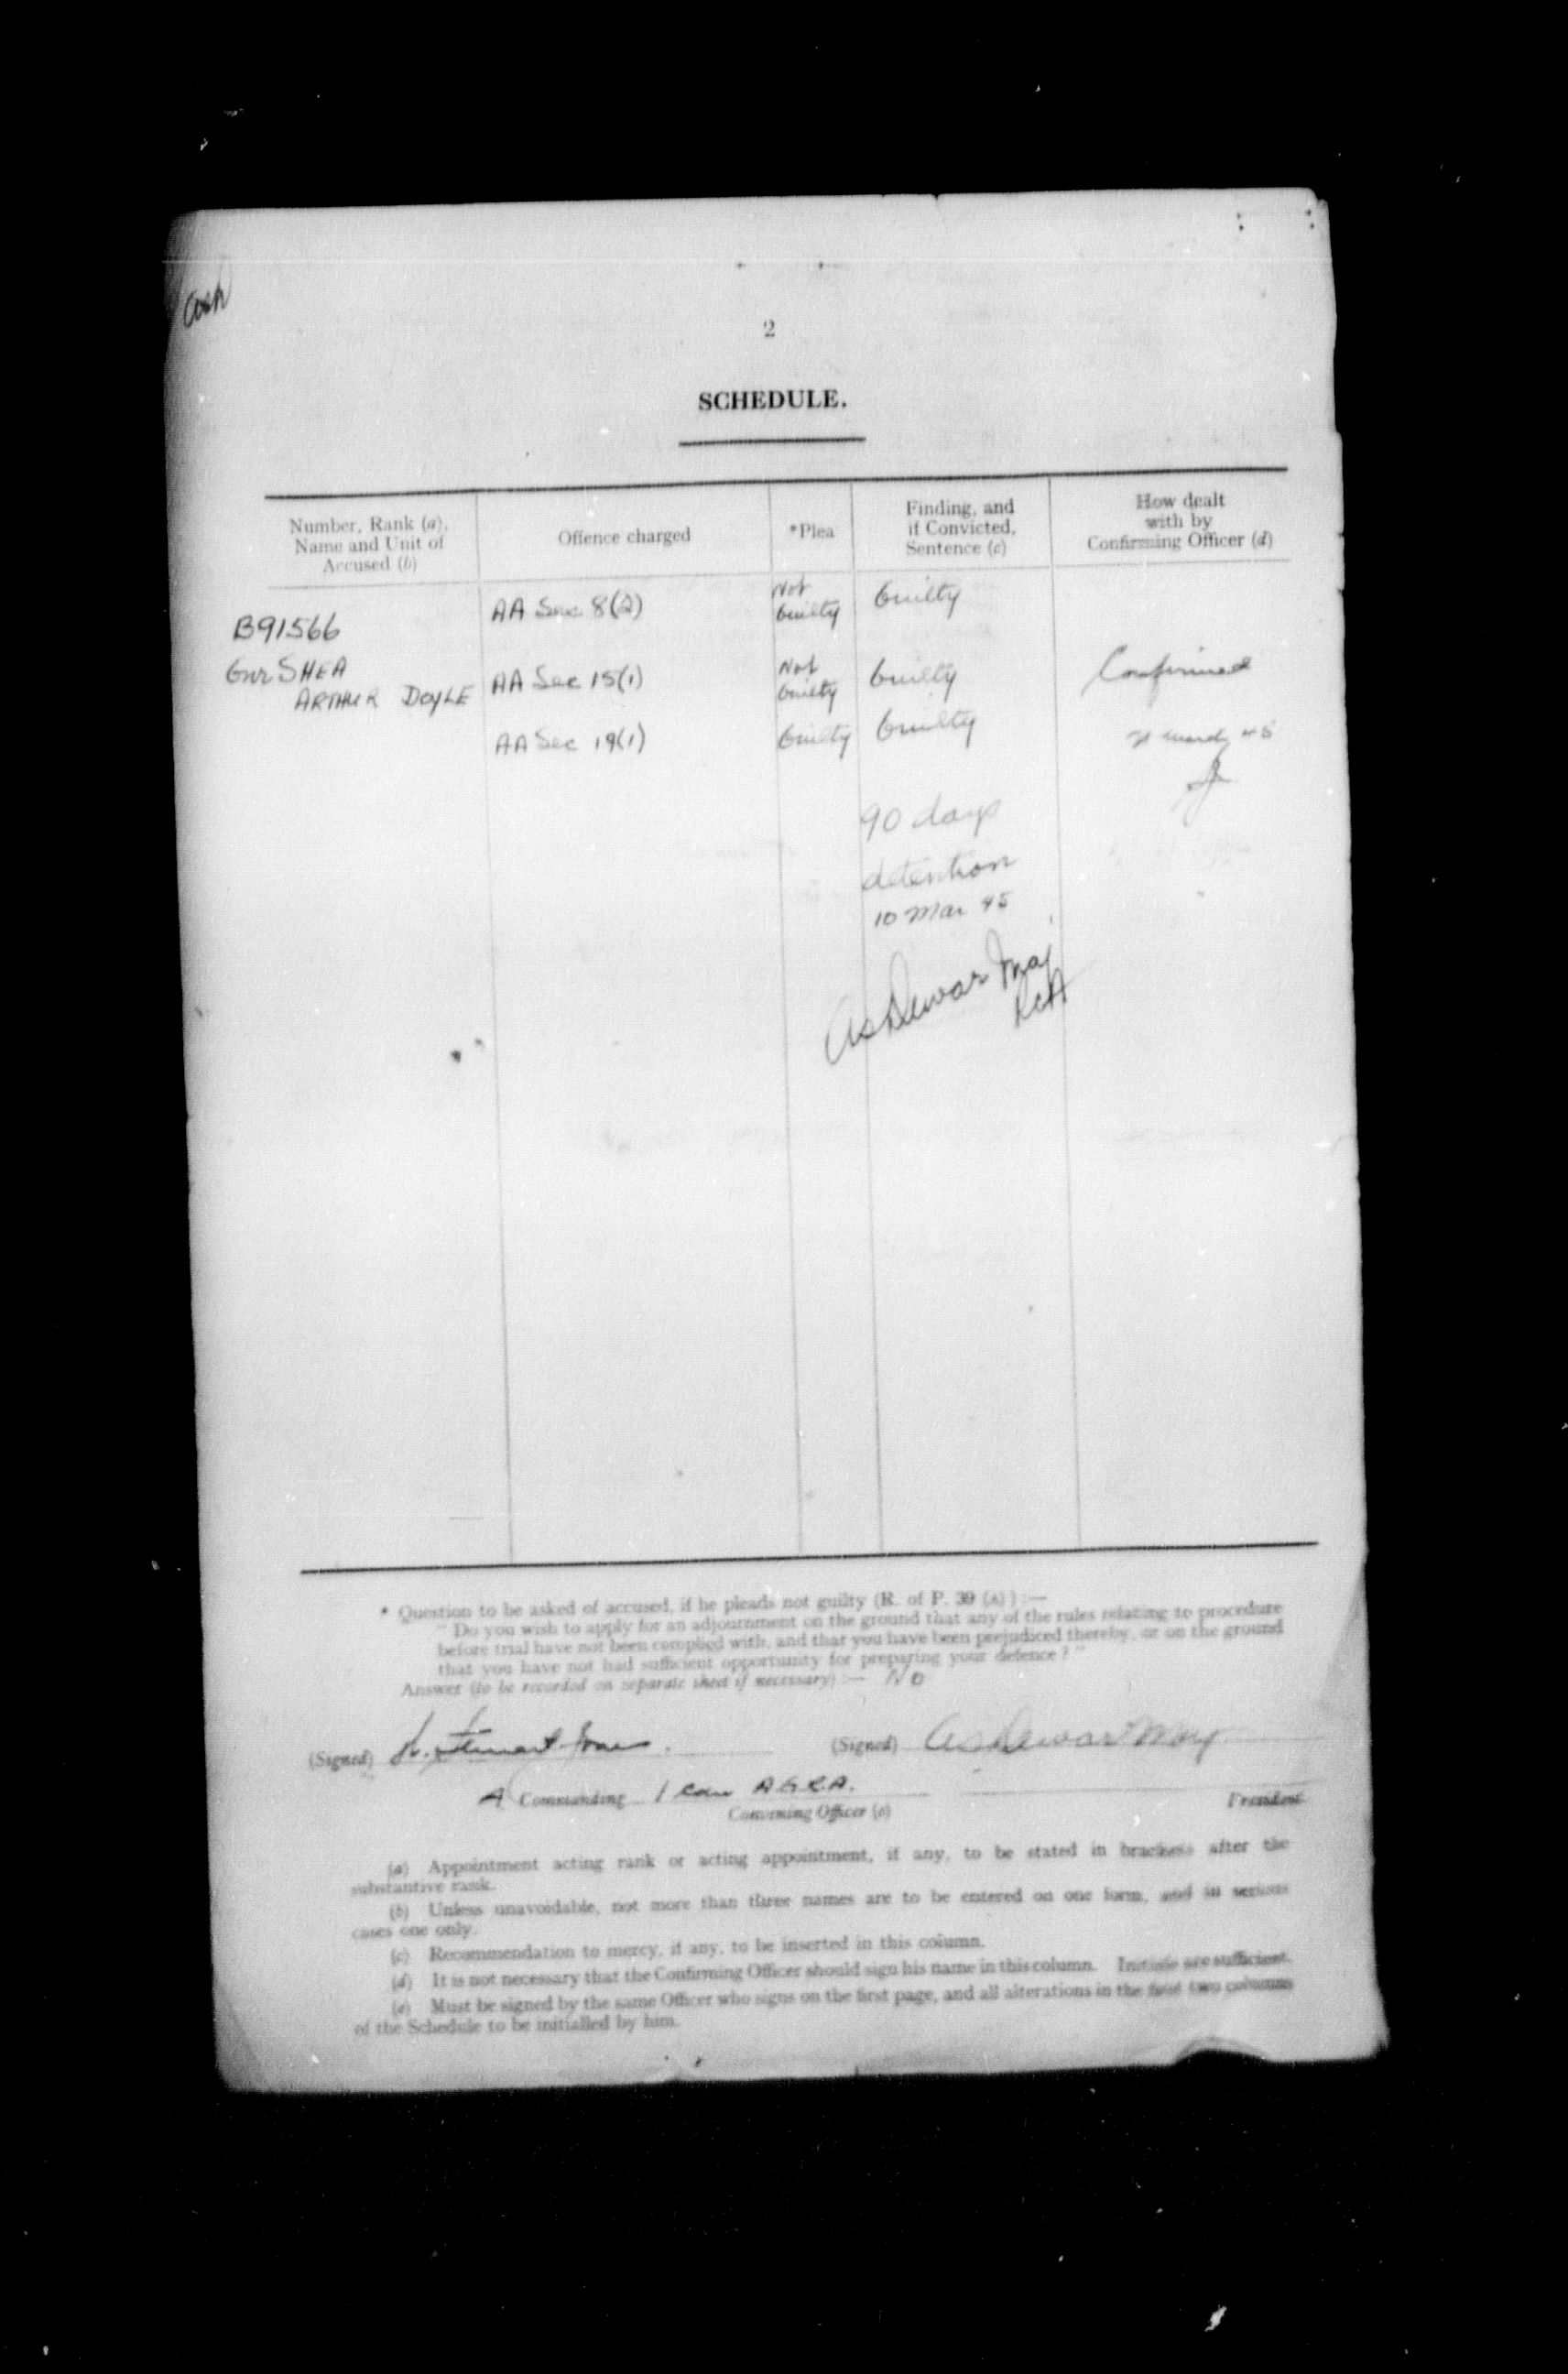 2
SCHEDULE.
Number, Rank (a),
Name and Unit of
Accused (b)
Offence charged
*Plea
Finding, and
if Convicted,
Sentence (c)
How dealt
with by
Confirming Officer (d)
B91566
Gnr SHEA
ARTHUR DOYLE
AA Sec 8(2)
Not
Guilty
Guilty
AA Sec 15(1)
Not
Guilty
Guilty
Confirmed
AA Sec 19(1)
Guilty
Guilty
45
90 days
detention
10 Mar 45
AS Dewar Maj
RCA
* Question to be asked of accused, if he pleads not guilty (R. of P. 39 (A)) :—
" Do you wish to apply for an adjournment on the ground that any of the rules relating to procedure
before trial have not been complied with, and that you have been prejudiced thereby, or on the ground
that you have not had sufficient opportunity for preparing your defence ? "
Answer (to be recorded on separate sheet if necessary) :— No
(Signed)
(Signed) AS Dewar Maj
A Commanding 1 Cdn A.G.R.A.
Convening Officer (e)
President
(a) Appointment acting rank or acting appointment, if any, to be stated in brackets after the
substantive rank.
(b) Unless unavoidable, not more than three names are to be entered on one form, and in serious
cases one only.
(c) Recommendation to mercy, if any, to be inserted in this column.
(d) It is not necessary that the Confirming Officer should sign his name in this column. Initials are sufficient.
(e) Must be signed by the same Officer who signs on the first page, and all alterations in the first two columns
of the Schedule to be initialled by him.